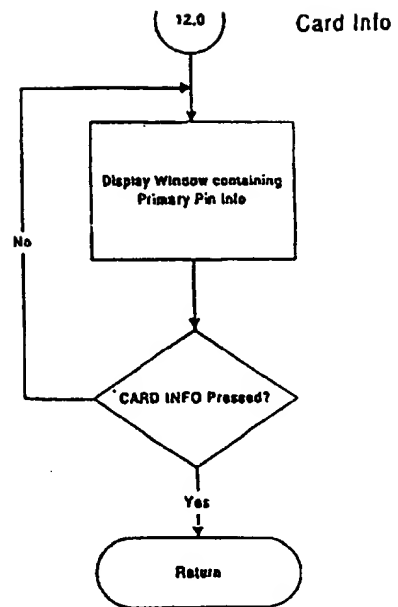 12.0
Card Info
Display Window containing
Primary Pin Info
No
CARD INFO Pressed?
Yes
Return